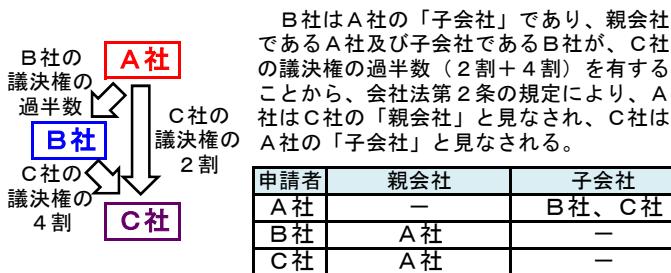 B社の
議決権の
過半数
A社
B社
C社の
議決権の
2割
C社の
議決権の
4割
C社
B社はA社の「子会社」であり、親会社
であるA社及び子会社であるB社が、C社
の議決権の過半数（2割＋4割）を有する
ことから、会社法第2条の規定により、A
社はC社の「親会社」と見なされ、C社は
A社の「子会社」と見なされる。
申請者 親会社 子会社
A社 － B社、C社
B社 A社 －
C社 A社 －